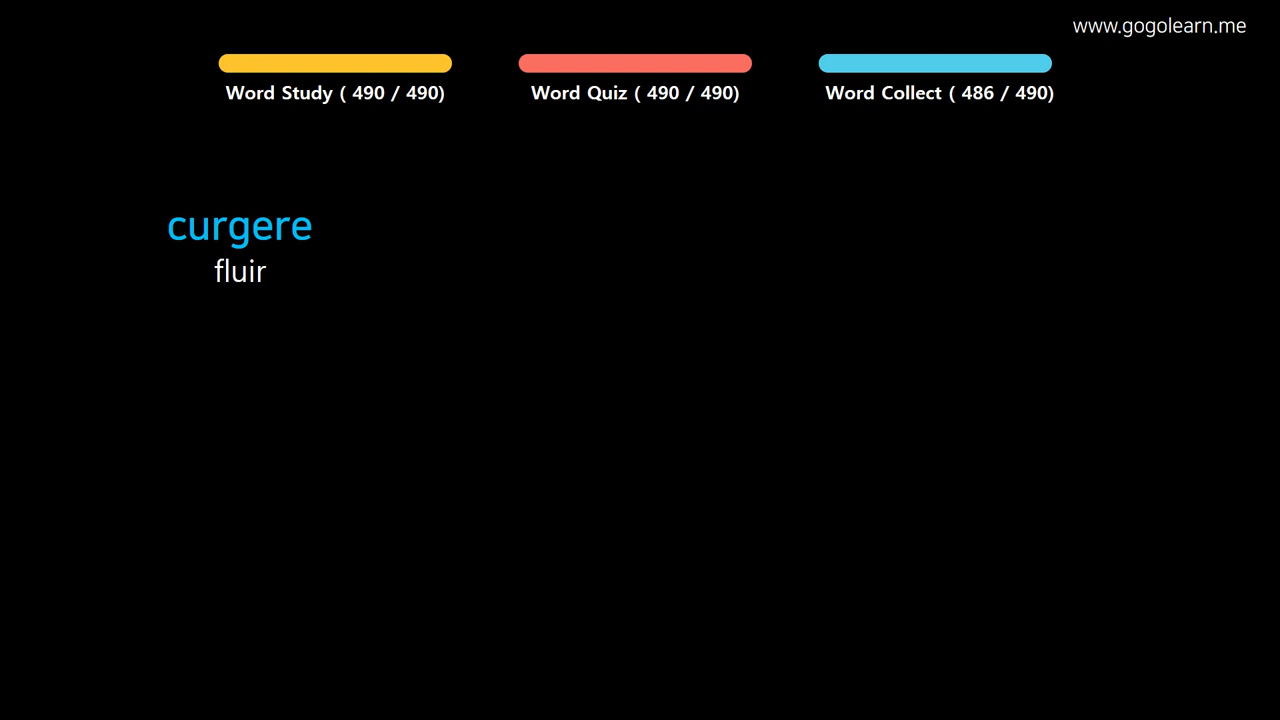 www.gogolearn.me
Word Study ( 490 / 490)
Word Quiz ( 490 / 490)
Word Collect ( 486 / 490)
curgere
fluir